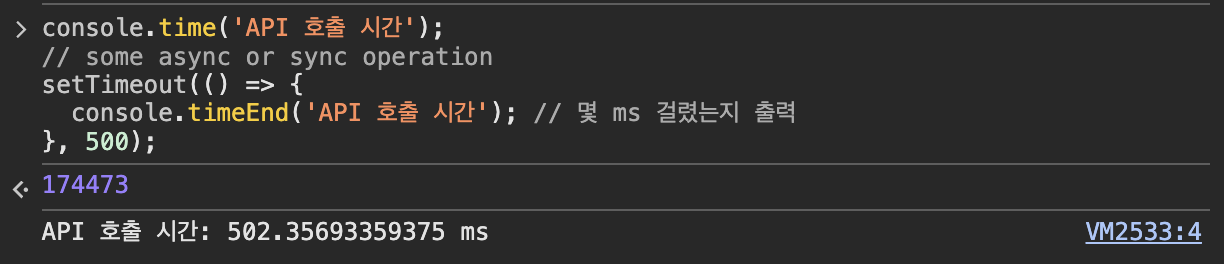 console.time('API 호출 시간');
// some async or sync operation
setTimeout(() => {
  console.timeEnd('API 호출 시간'); // 몇 ms 걸렸는지 출력
}, 500);
174473
API 호출 시간: 502.35693359375 ms VM2533:4